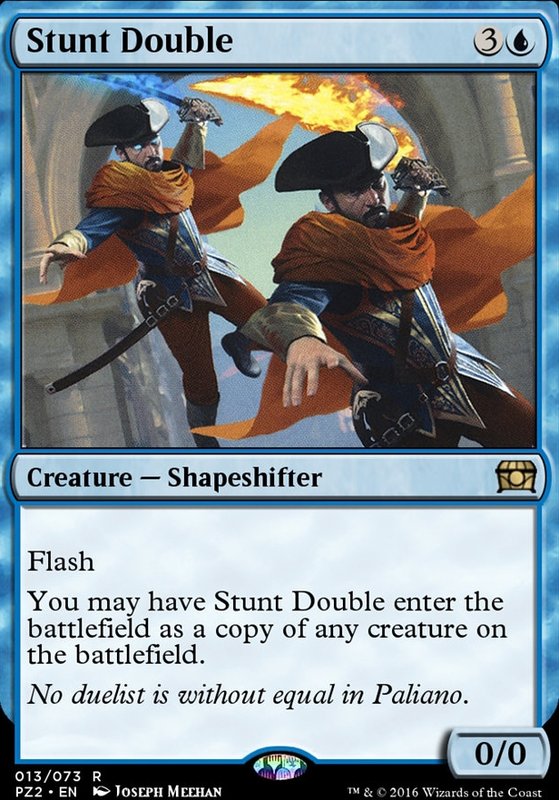 Stunt Double 3
Creature — Shapeshifter
Flash
You may have Stunt Double enter the
battlefield as a copy of any creature on
the battlefield.
No duelist is without equal in Paliano.
0/0
013/073 R
PZ2 • EN Joseph Meehan ™ & © 2016 Wizards of the Coast